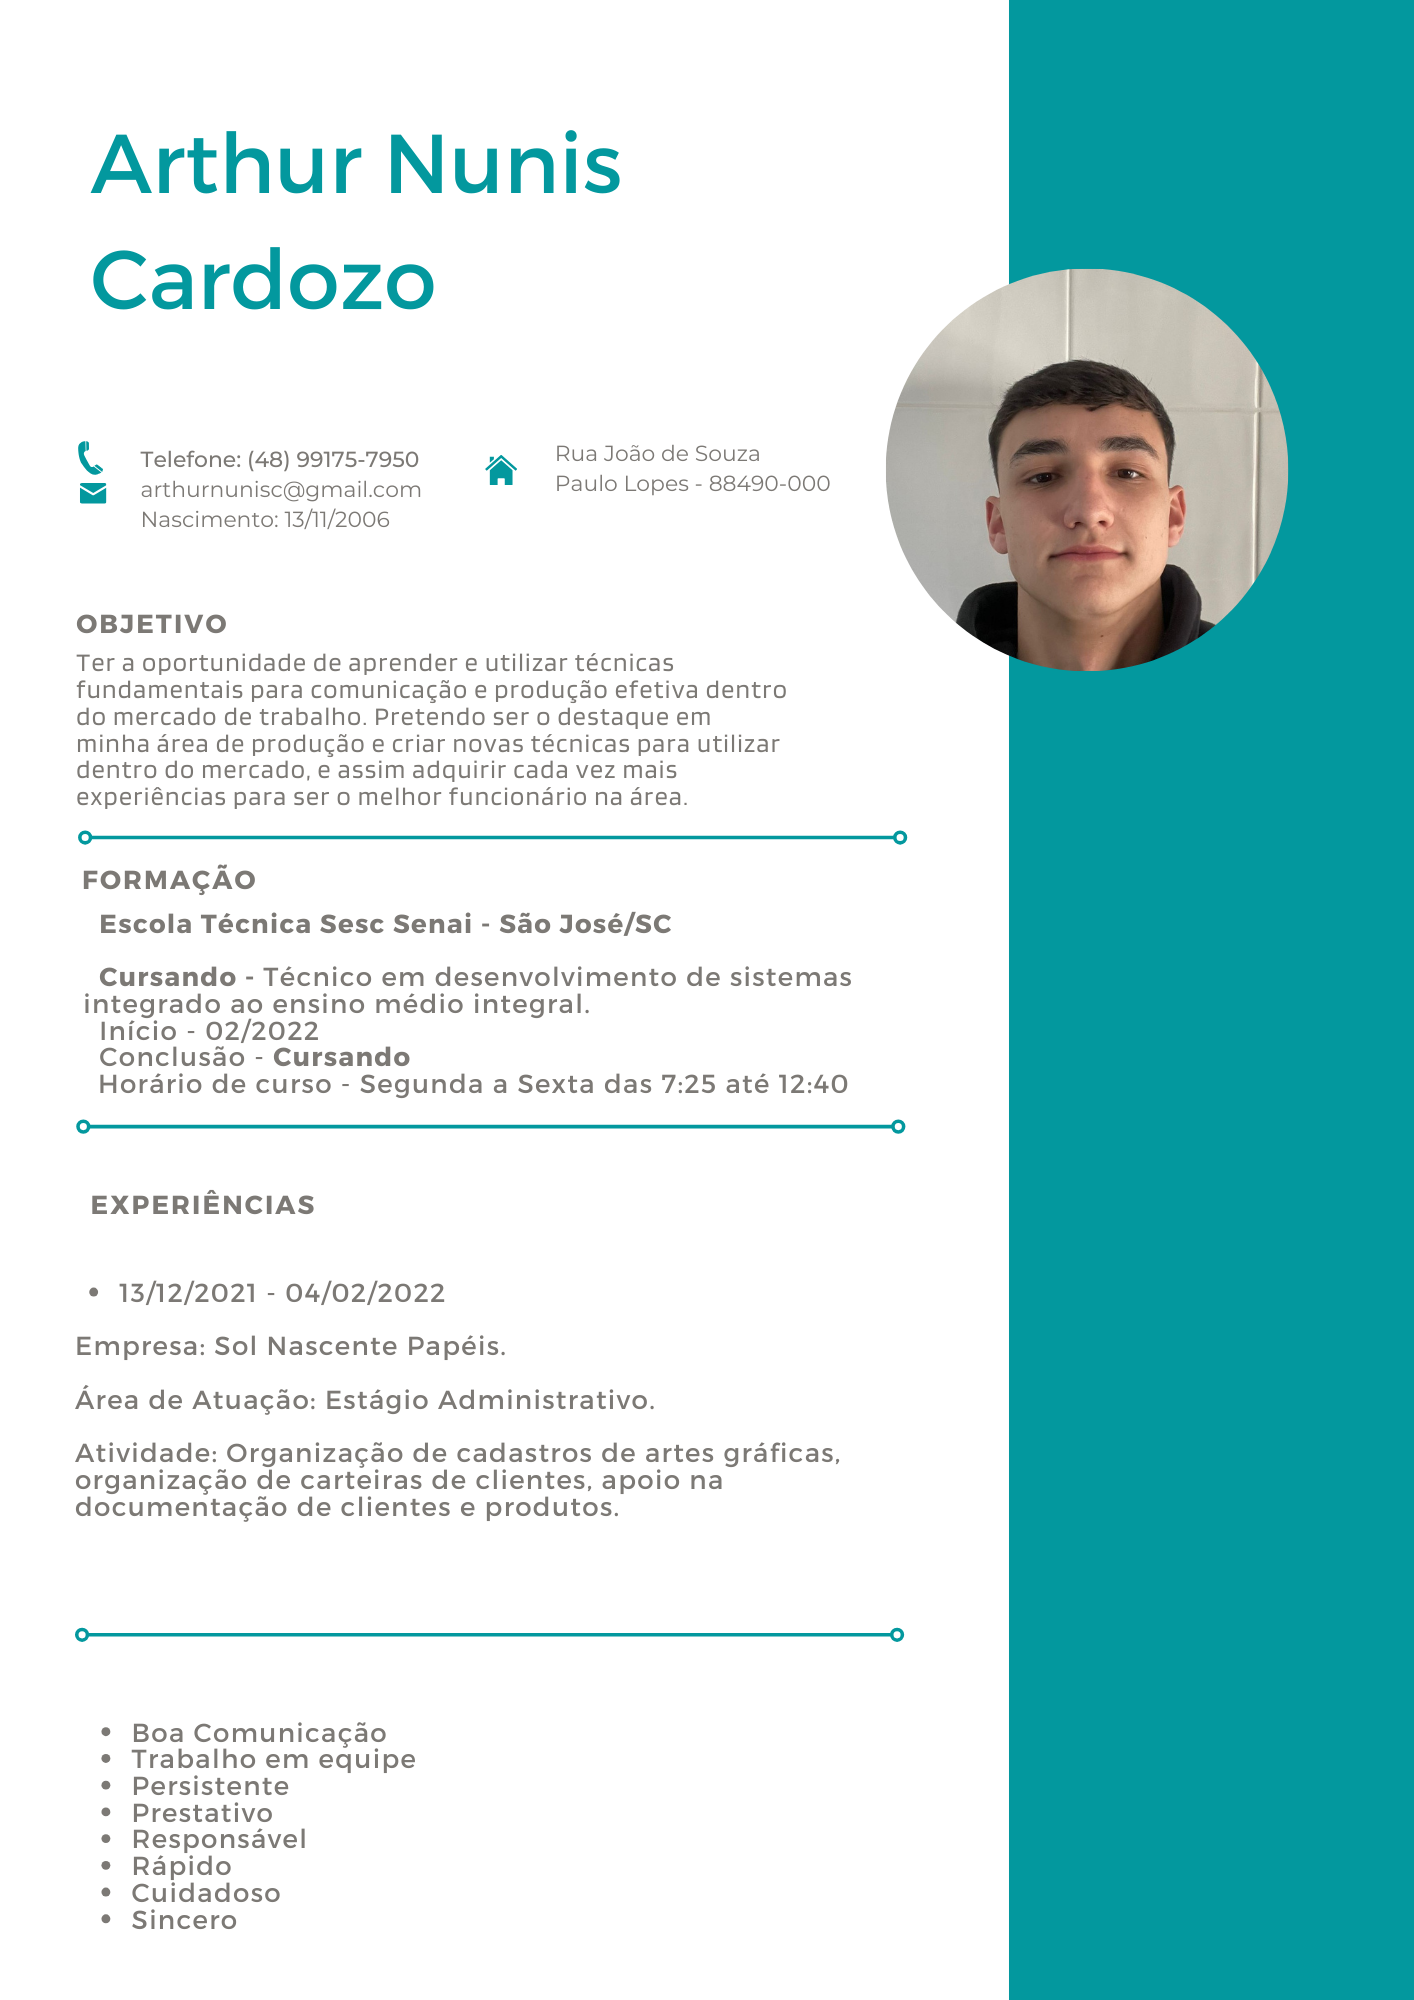 Arthur Nunis
Cardozo
Telefone: (48) 99175-7950
arthurnunisc@gmail.com
Nascimento: 13/11/2006
Rua João de Souza
Paulo Lopes - 88490-000
OBJETIVO
Ter a oportunidade de aprender e utilizar técnicas
fundamentais para comunicação e produção efetiva dentro
do mercado de trabalho. Pretendo ser o destaque em
minha área de produção e criar novas técnicas para utilizar
dentro do mercado, e assim adquirir cada vez mais
experiências para ser o melhor funcionário na área.
FORMAÇÃO
Escola Técnica Sesc Senai - São José/SC
Cursando - Técnico em desenvolvimento de sistemas
integrado ao ensino médio integral.
Início - 02/2022
Conclusão - Cursando
Horário de curso - Segunda a Sexta das 7:25 até 12:40
EXPERIÊNCIAS
• 13/12/2021 - 04/02/2022
Empresa: Sol Nascente Papéis.
Área de Atuação: Estágio Administrativo.
Atividade: Organização de cadastros de artes gráficas,
organização de carteiras de clientes, apoio na
documentação de clientes e produtos.
• Boa Comunicação
• Trabalho em equipe
• Persistente
• Prestativo
• Responsável
• Rápido
• Cuidadoso
• Sincero